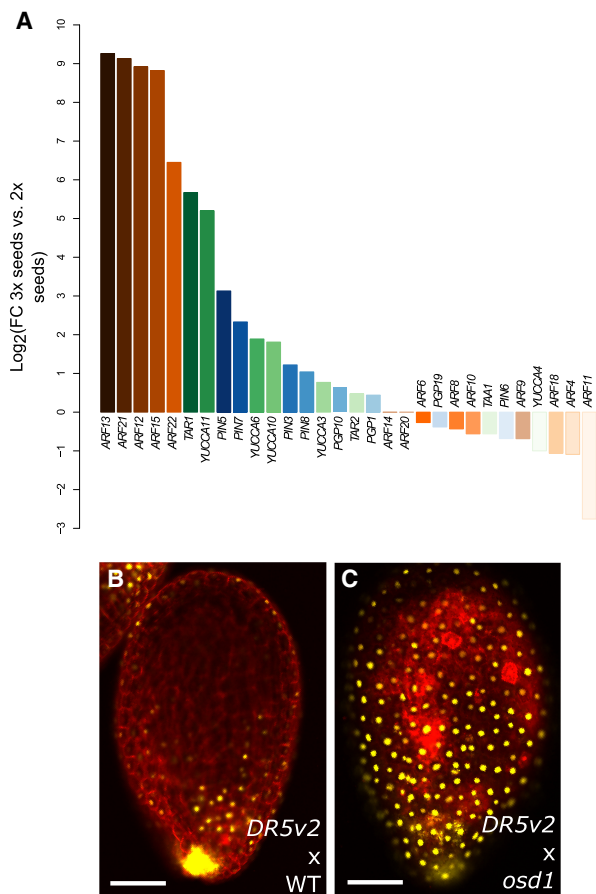 A
Log2(FC 3x seeds vs. 2x
seeds)
10
9
8
7
6
5
4
3
2
1
0
−1
−2
−3
ARF13
ARF21
ARF12
ARF15
ARF22
TAR1
YUCCA11
PIN5
PIN7
YUCCA6
YUCCA10
PIN3
PIN8
YUCCA3
PGP10
TAR2
PGP1
ARF14
ARF20
ARF6
PGP19
ARF8
ARF10
TAA1
PIN6
ARF9
YUCCA4
ARF18
ARF4
ARF11
B
DR5v2
x
WT
C
DR5v2
x
osd1